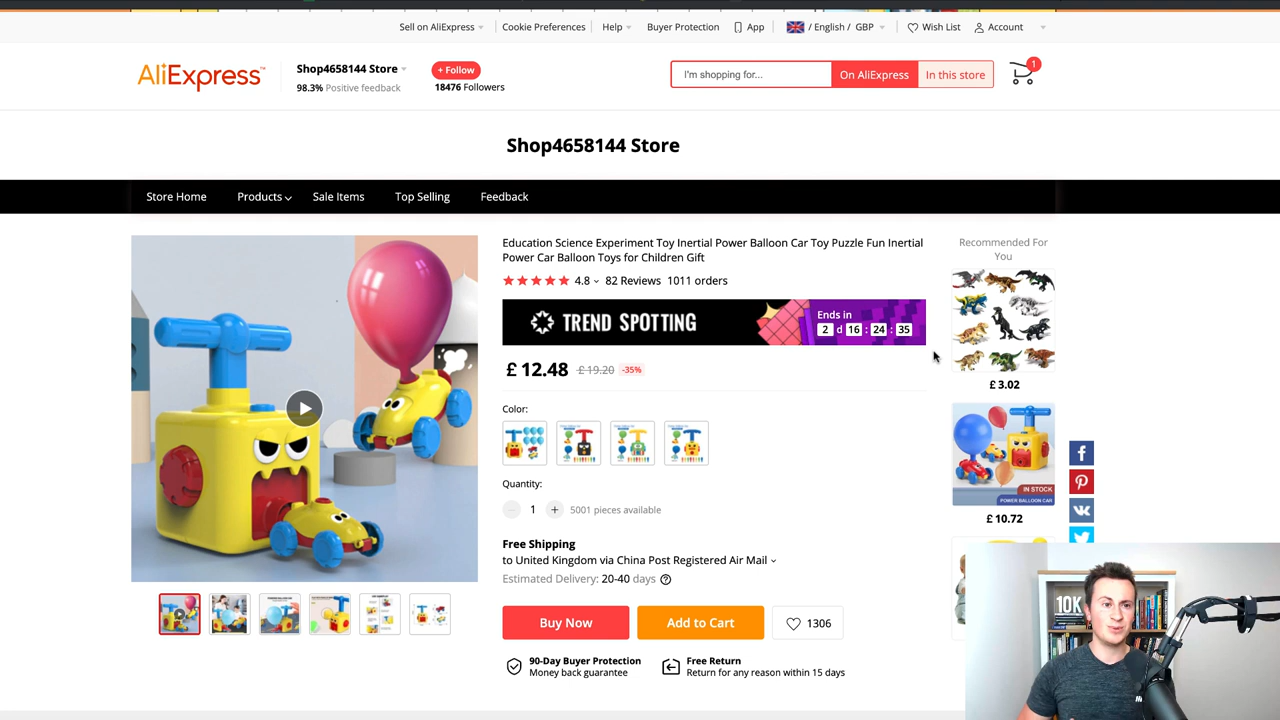 Sell on AliExpress
Cookie Preferences
Help
Buyer Protection
App
/ English / GBP
Wish List
Account
AliExpress™
Shop4658144 Store
+ Follow
98.3% Positive feedback
18476 Followers
I'm shopping for...
On AliExpress
In this store
1
Shop4658144 Store
Store Home
Products
Sale Items
Top Selling
Feedback
Education Science Experiment Toy Inertial Power Balloon Car Toy Puzzle Fun Inertial
Power Car Balloon Toys for Children Gift
4.8
82 Reviews
1011 orders
TREND SPOTTING
Ends in
2 d 16 : 24 : 35
£ 12.48
£ 19.20
-35%
Color:
Quantity:
1
+
5001 pieces available
Free Shipping
to United Kingdom via China Post Registered Air Mail
Estimated Delivery: 20-40 days
Buy Now
Add to Cart
1306
90-Day Buyer Protection
Money back guarantee
Free Return
Return for any reason within 15 days
Recommended For
You
£ 3.02
IN STOCK
POWER BALLOON CAR
£ 10.72
10K